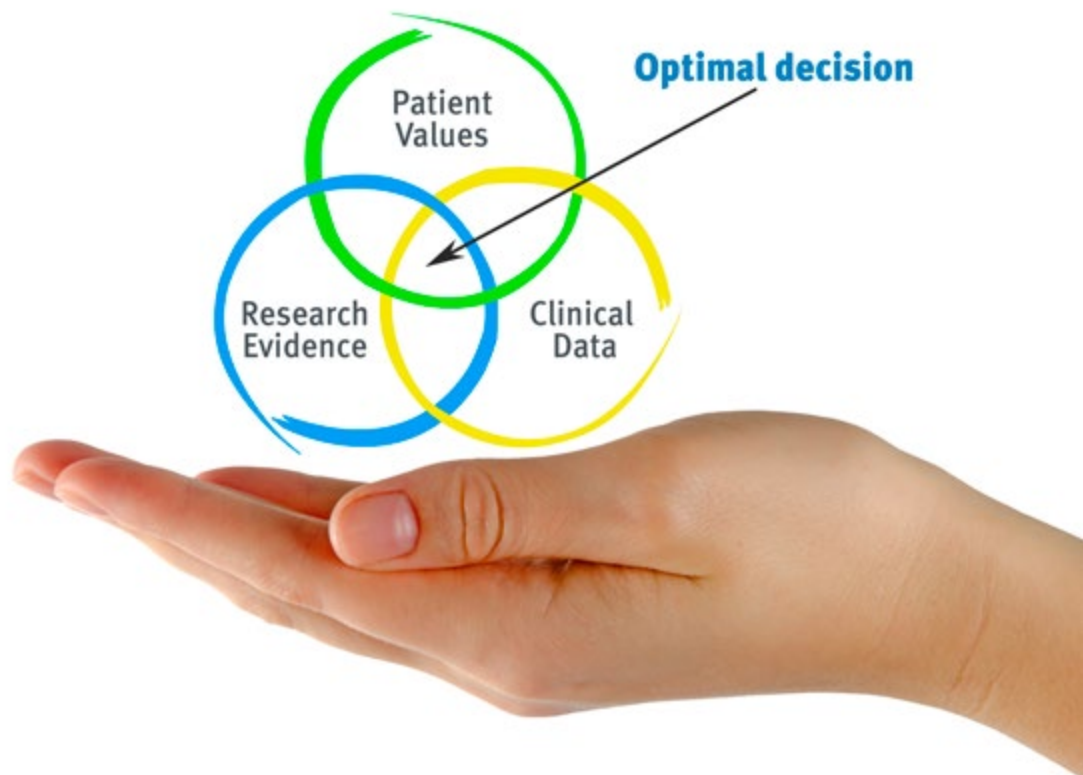 Optimal decision
Patient
Values
Research
Evidence
Clinical
Data